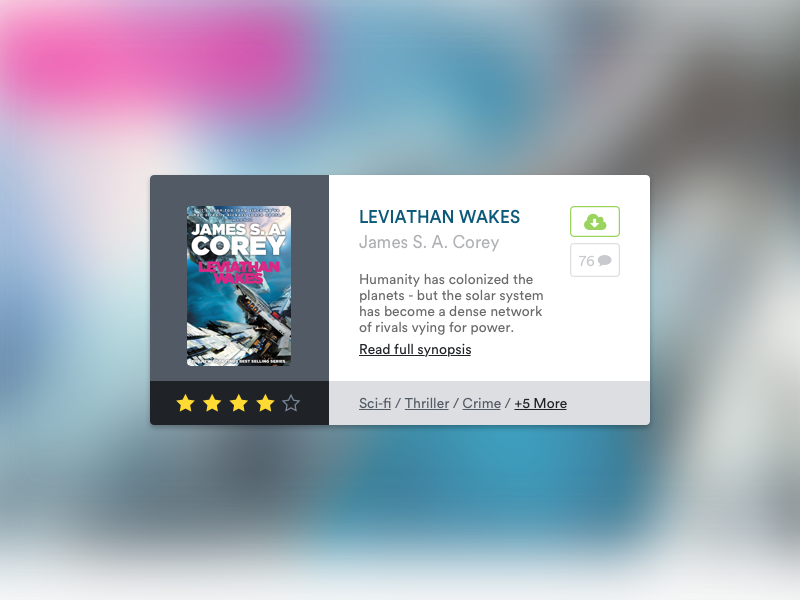 JAMES S. A.
COREY
LEVIATHAN
WAKES
LEVIATHAN WAKES
James S. A. Corey
76
Humanity has colonized the
planets - but the solar system
has become a dense network
of rivals vying for power.
Read full synopsis
Sci-fi / Thriller / Crime / +5 More